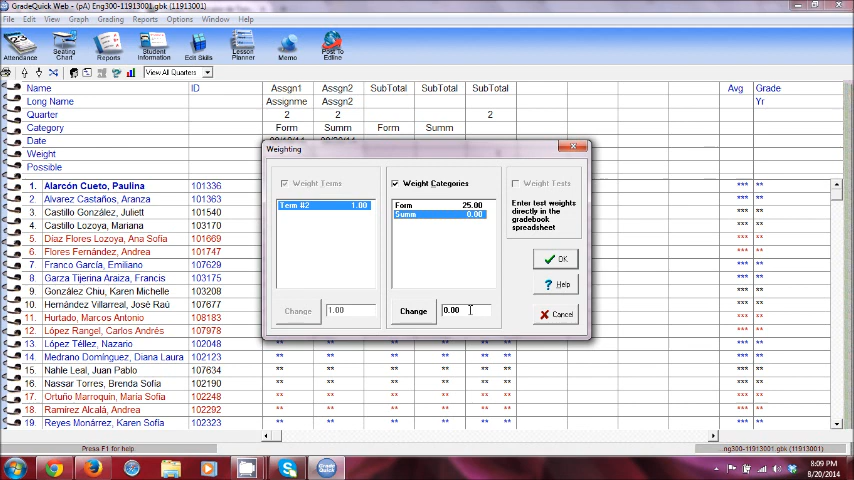 GradeQuick Web - (pA) Eng300-11913001.gbk (11913001)
File Edit View Graph Grading Reports Options Window Help
Attendance Seating Chart Reports Student Information Edit Skills Lesson Planner Memo Post To Edline
View All Quarters
Name ID Assgn1 Assgn2 SubTotal SubTotal SubTotal Avg Grade
Long Name Assignme Assgn2 Yr
Quarter 2 2 2
Category Form Summ Form Summ
Date
Weight
Possible
1. Alarcón Cueto, Paulina 101336 *** **
2. Alvarez Castaños, Aranza 101363 *** **
3. Castillo González, Juliett 101540 *** **
4. Castillo Moreno, Camila 103170 *** **
5. Díaz Flores Lozoya, Ana Sofía 101669 *** **
6. Flores Fernández, Andrea 101747 *** **
7. Franco García, Emiliano 107629 *** **
8. Garza Tijerina Araiza, Francis 103175 *** **
9. González Chiu, Karen Michelle 103208 *** **
10. Hernández Villarreal, José Raú 107677 *** **
11. Hurtado, Marcos Antonio 108183 *** **
12. López Rangel, Carlos Andrés 107978 *** **
13. López Téllez, Nazario 102048 ** ** ** ** ** *** **
14. Medrano Domínguez, Diana Laura 102123 ** ** ** ** ** *** **
15. Nahle Leal, Juan Pablo 107634 ** ** ** ** ** *** **
16. Nassar Torres, Brenda Sofía 102190 ** ** ** ** ** *** **
17. Ortuño Marroquin, María Sofía 102248 ** ** ** ** ** *** **
18. Ramírez Alcalá, Andrea 102292 ** ** ** ** ** *** **
19. Reyes Monárrez, Karen Sofía 102323 ** ** ** ** ** *** **
Weighting
Weight Terms
Term #2 1.00
Change 1.00
Weight Categories
Form 25.00
Summ 0.00
Change 0.00
Weight Tests
Enter test weights
directly in the
gradebook
spreadsheet
OK
Help
Cancel
Press F1 for help
...ng300-11913001.gbk (11913001)
8:09 PM
8/20/2014